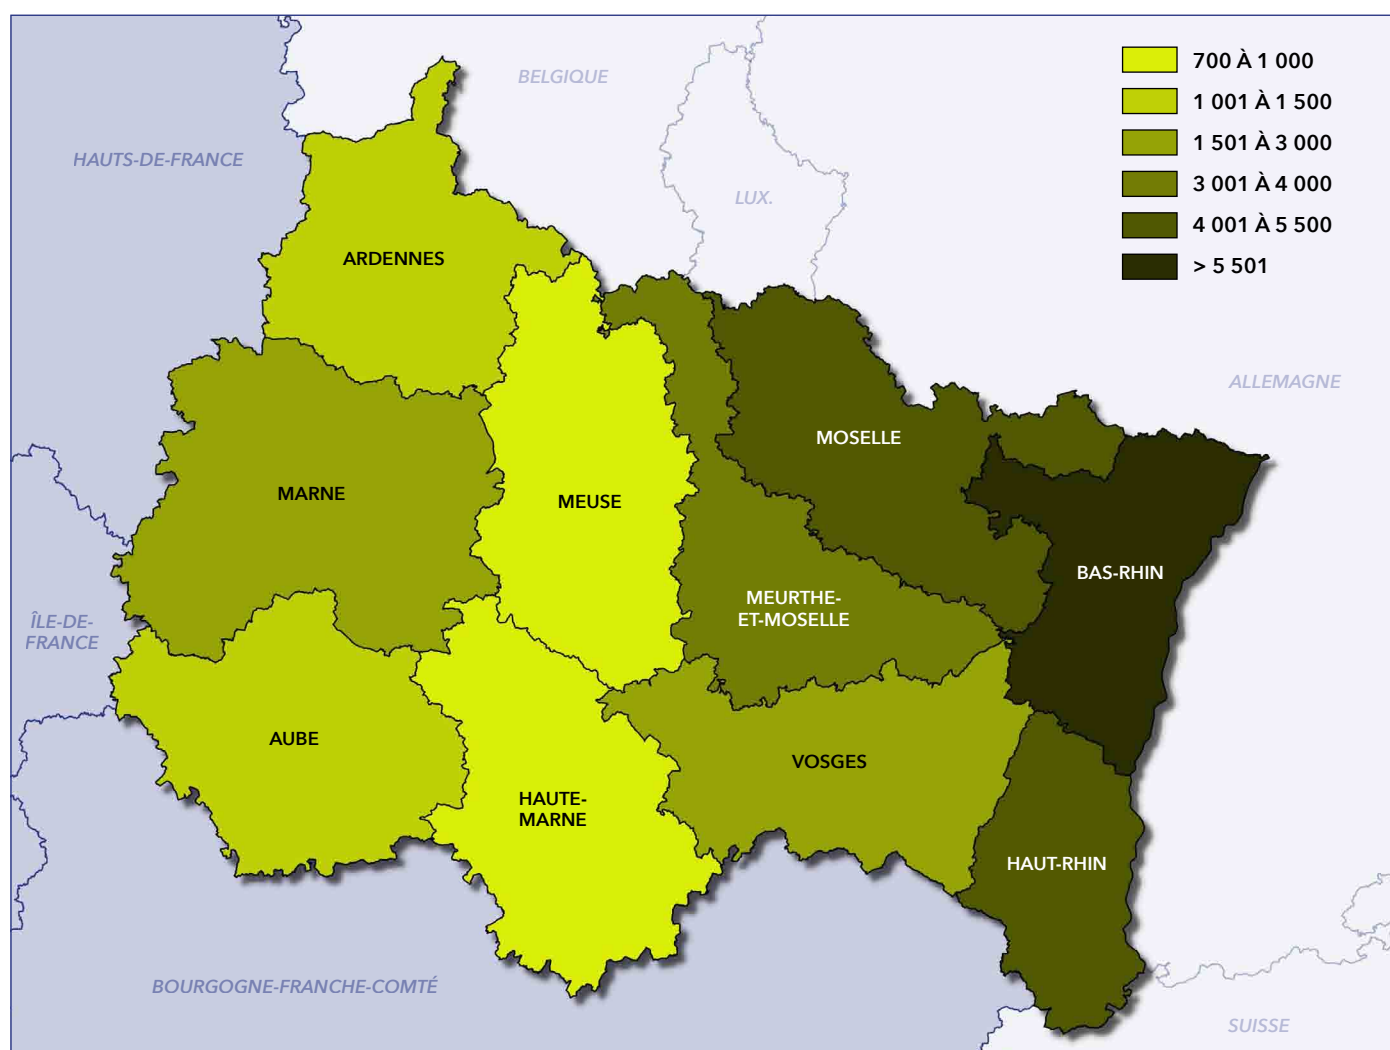 700 À 1 000
1 001 À 1 500
1 501 À 3 000
3 001 À 4 000
4 001 À 5 500
> 5 501
BELGIQUE
HAUTS-DE-FRANCE
LUX.
ARDENNES
ALLEMAGNE
MOSELLE
MARNE
MEUSE
BAS-RHIN
MEURTHE-
ET-MOSELLE
ÎLE-DE-
FRANCE
AUBE
VOSGES
HAUTE-
MARNE
HAUT-RHIN
BOURGOGNE-FRANCHE-COMTÉ
SUISSE